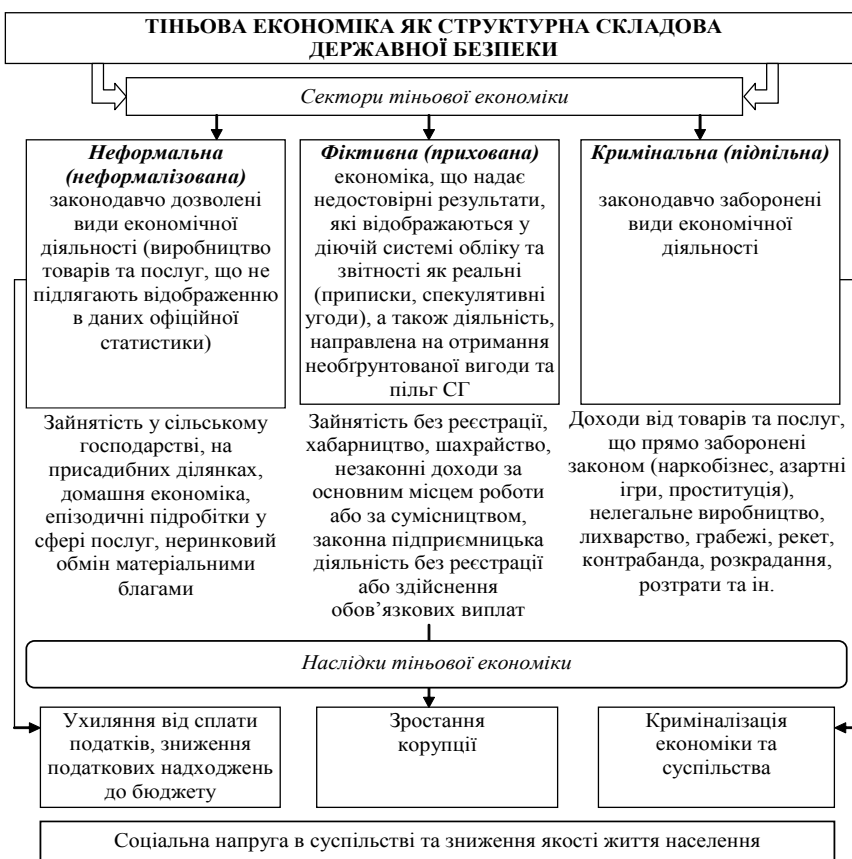 ТІНЬОВА ЕКОНОМІКА ЯК СТРУКТУРНА СКЛАДОВА
ДЕРЖАВНОЇ БЕЗПЕКИ
Сектори тіньової економіки
Неформальна
(неформалізована)
законодавчо дозволені
види економічної
діяльності (виробництво
товарів та послуг, що не
підлягають відображенню
в даних офіційної
статистики)
Фіктивна (прихована)
економіка, що надає
недостовірні результати,
які відображаються у
діючій системі обліку та
звітності як реальні
(приписки, спекулятивні
угоди), а також діяльність,
направлена на отримання
необґрунтованої вигоди та
пільг СГ
Кримінальна (підпільна)
законодавчо заборонені
види економічної
діяльності
Зайнятість у сільському
господарстві, на
присадибних ділянках,
домашня економіка,
епізодичні підробітки у
сфері послуг, неринковий
обмін матеріальними
благами
Зайнятість без реєстрації,
хабарництво, шахрайство,
незаконні доходи за
основним місцем роботи
або за сумісництвом,
законна підприємницька
діяльність без реєстрації
або здійснення
обов’язкових виплат
Доходи від товарів та послуг,
що прямо заборонені
законом (наркобізнес, азартні
ігри, проституція),
нелегальне виробництво,
лихварство, грабежі, рекет,
контрабанда, розкрадання,
розтрати та ін.
Наслідки тіньової економіки
Ухиляння від сплати
податків, зниження
податкових надходжень
до бюджету
Зростання
корупції
Криміналізація
економіки та
суспільства
Соціальна напруга в суспільстві та зниження якості життя населення